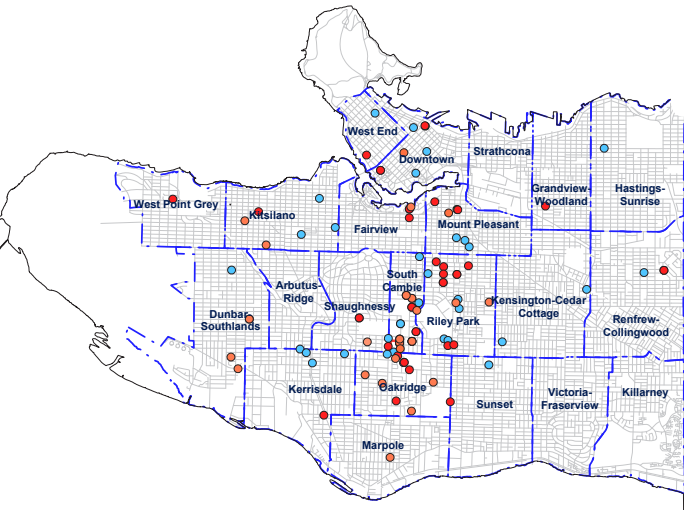 West End
Downtown
Strathcona
West Point Grey
Kitsilano
Fairview
Mount Pleasant
Grandview-
Woodland
Hastings-
Sunrise
Arbutus-
Ridge
Shaughnessy
South
Cambie
Riley Park
Kensington-Cedar
Cottage
Renfrew-
Collingwood
Dunbar-
Southlands
Kerrisdale
Oakridge
Sunset
Victoria-
Fraserview
Killarney
Marpole